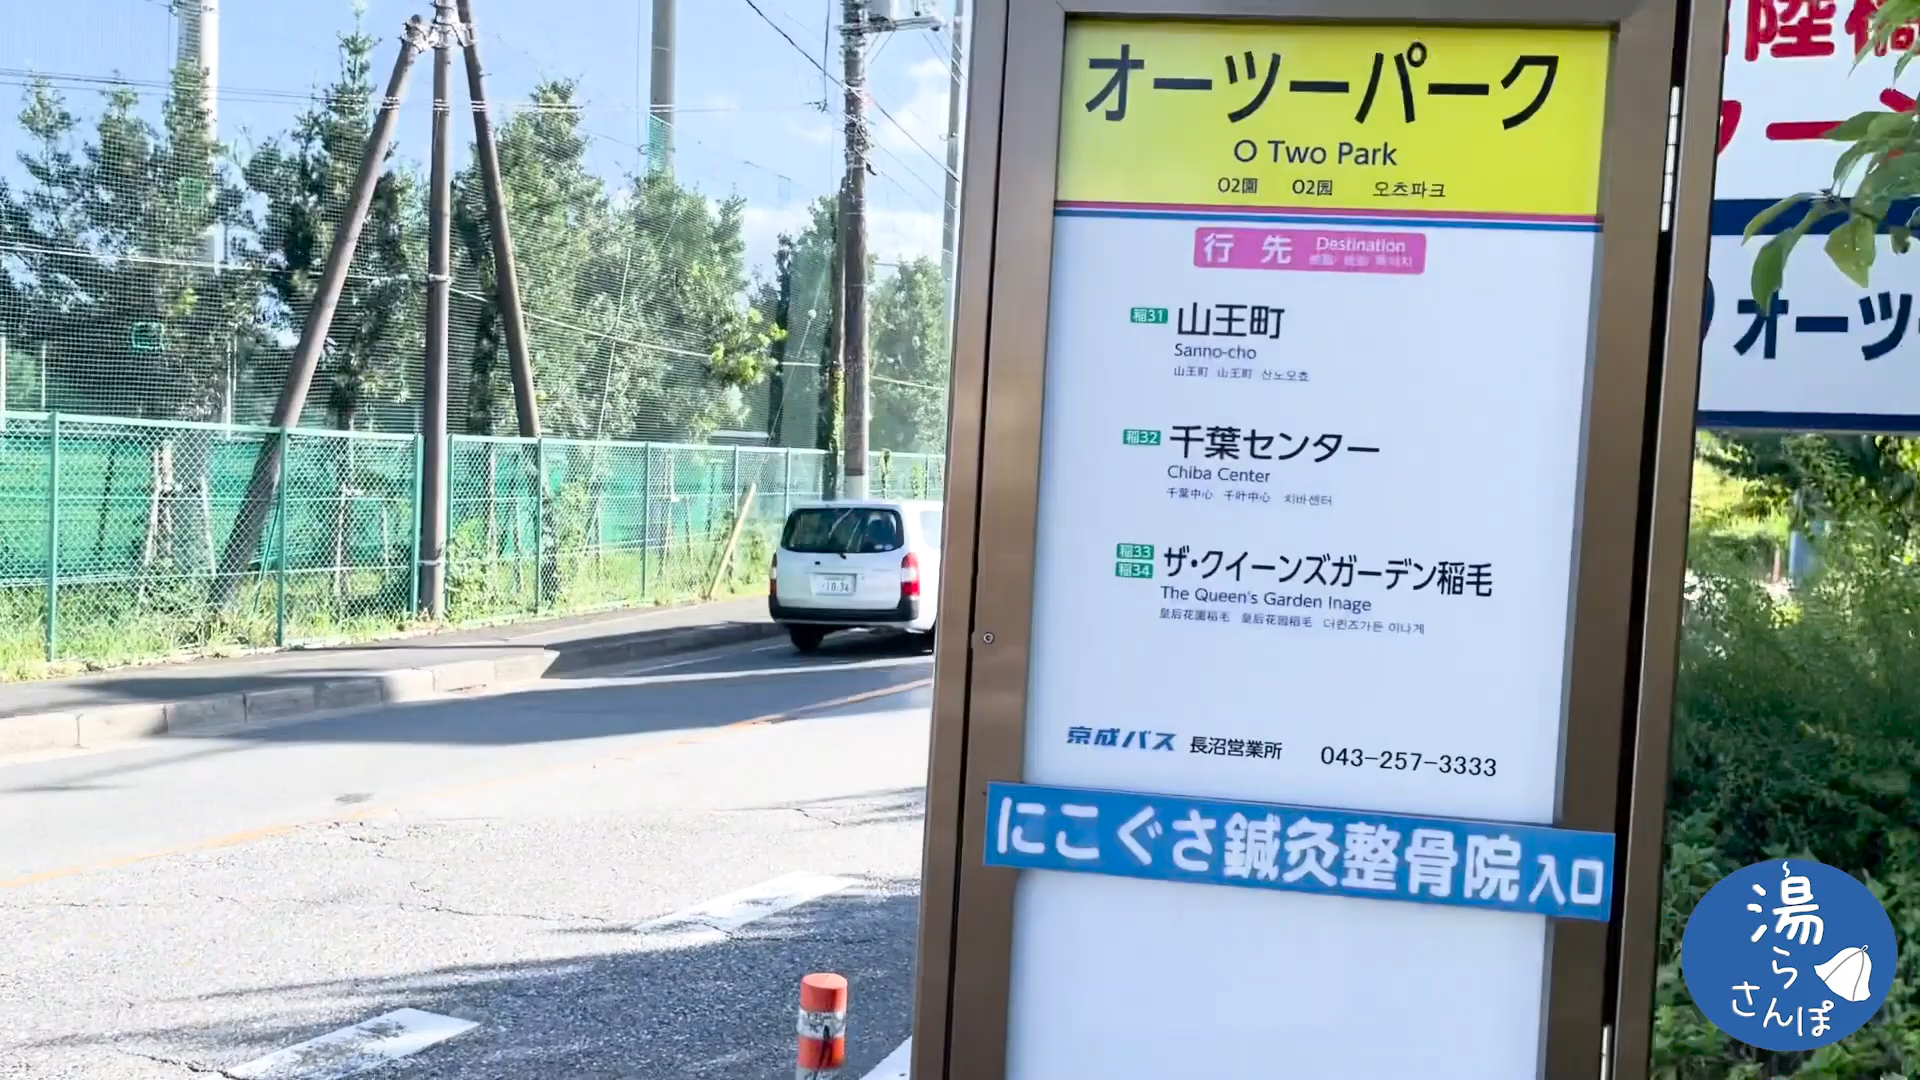 オーツーパーク
O Two Park
O2園 O2园 오츠파크
行先 Destination
稲31 山王町
Sanno-cho
山王町 山王町 산노오쵸
稲32 千葉センター
Chiba Center
千葉中心 千叶中心 치바센터
稲33
稲34 ザ・クイーンズガーデン稲毛
The Queen's Garden Inage
皇后花園稲毛 皇后花园稻毛 더퀸즈가든 이나게
京成バス 長沼営業所 043-257-3333
にこぐさ鍼灸整骨院入口
オーツ
湯らさんぽ